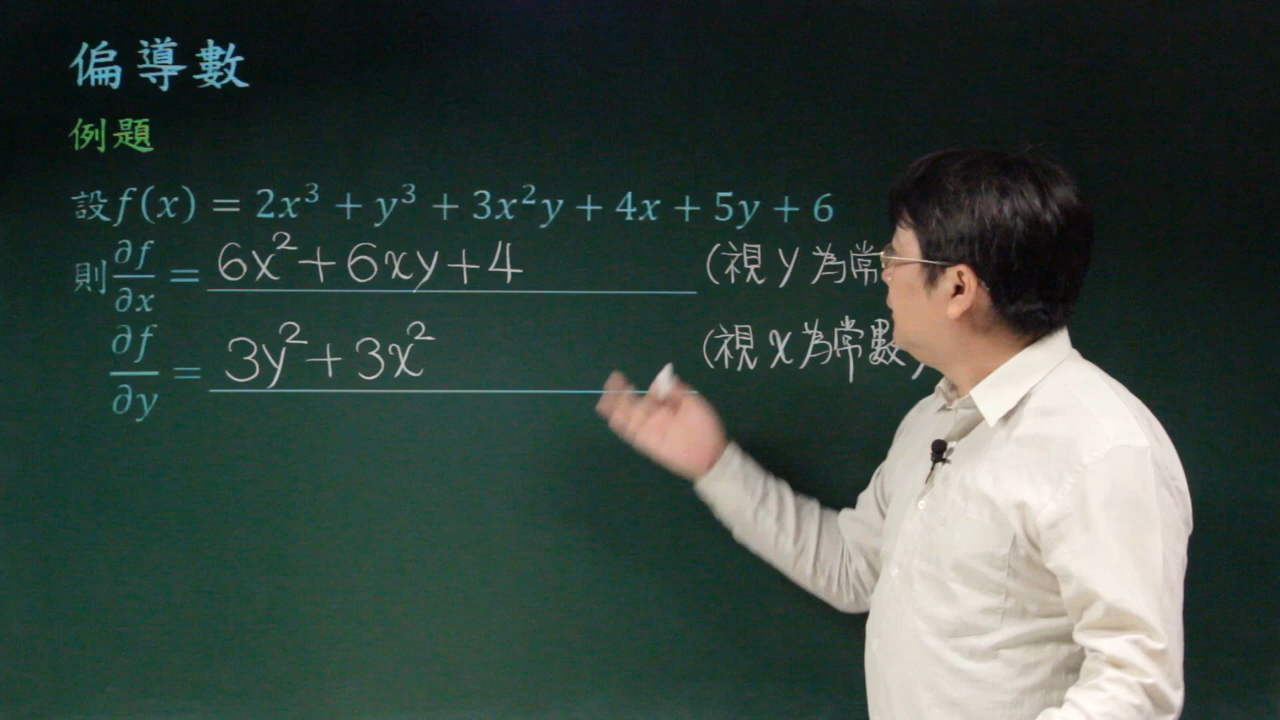 偏導數
例題
設f(x) = 2x³ + y³ + 3x²y + 4x + 5y + 6
則∂f/∂x = 6x²+6xy+4 (視y為常
∂f/∂y = 3y²+3x² (視x為常數)